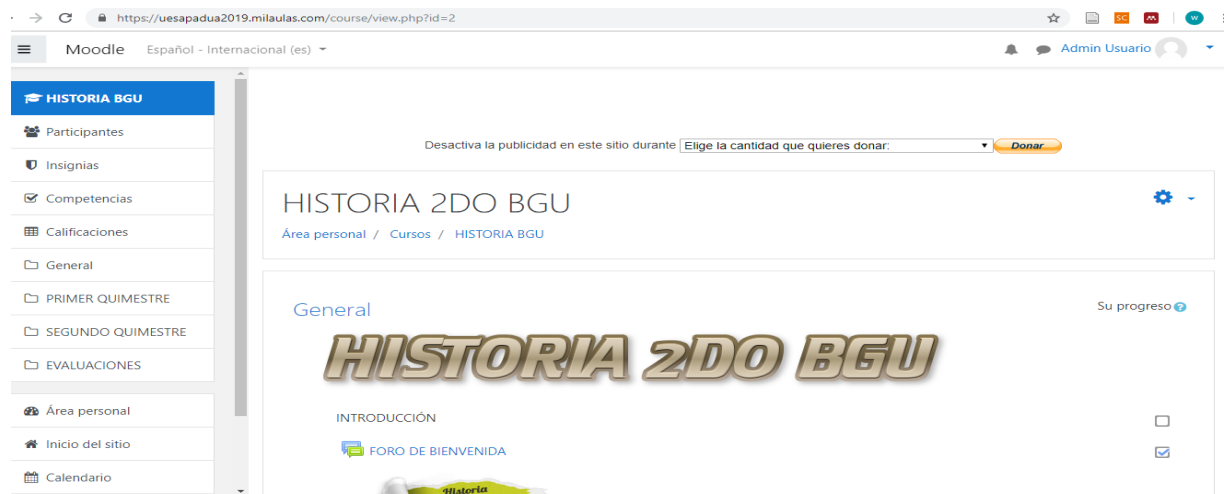 https://uesapadua2019.milaulas.com/course/view.php?id=2
SC
w
Moodle Español - Internacional (es)
Admin Usuario
HISTORIA BGU
Participantes
Insignias
Competencias
Calificaciones
General
PRIMER QUIMESTRE
SEGUNDO QUIMESTRE
EVALUACIONES
Área personal
Inicio del sitio
Calendario
Desactiva la publicidad en este sitio durante Elige la cantidad que quieres donar: Donar
HISTORIA 2DO BGU
Área personal / Cursos / HISTORIA BGU
General
Su progreso
HISTORIA 2DO BGU
INTRODUCCIÓN
FORO DE BIENVENIDA
Historia